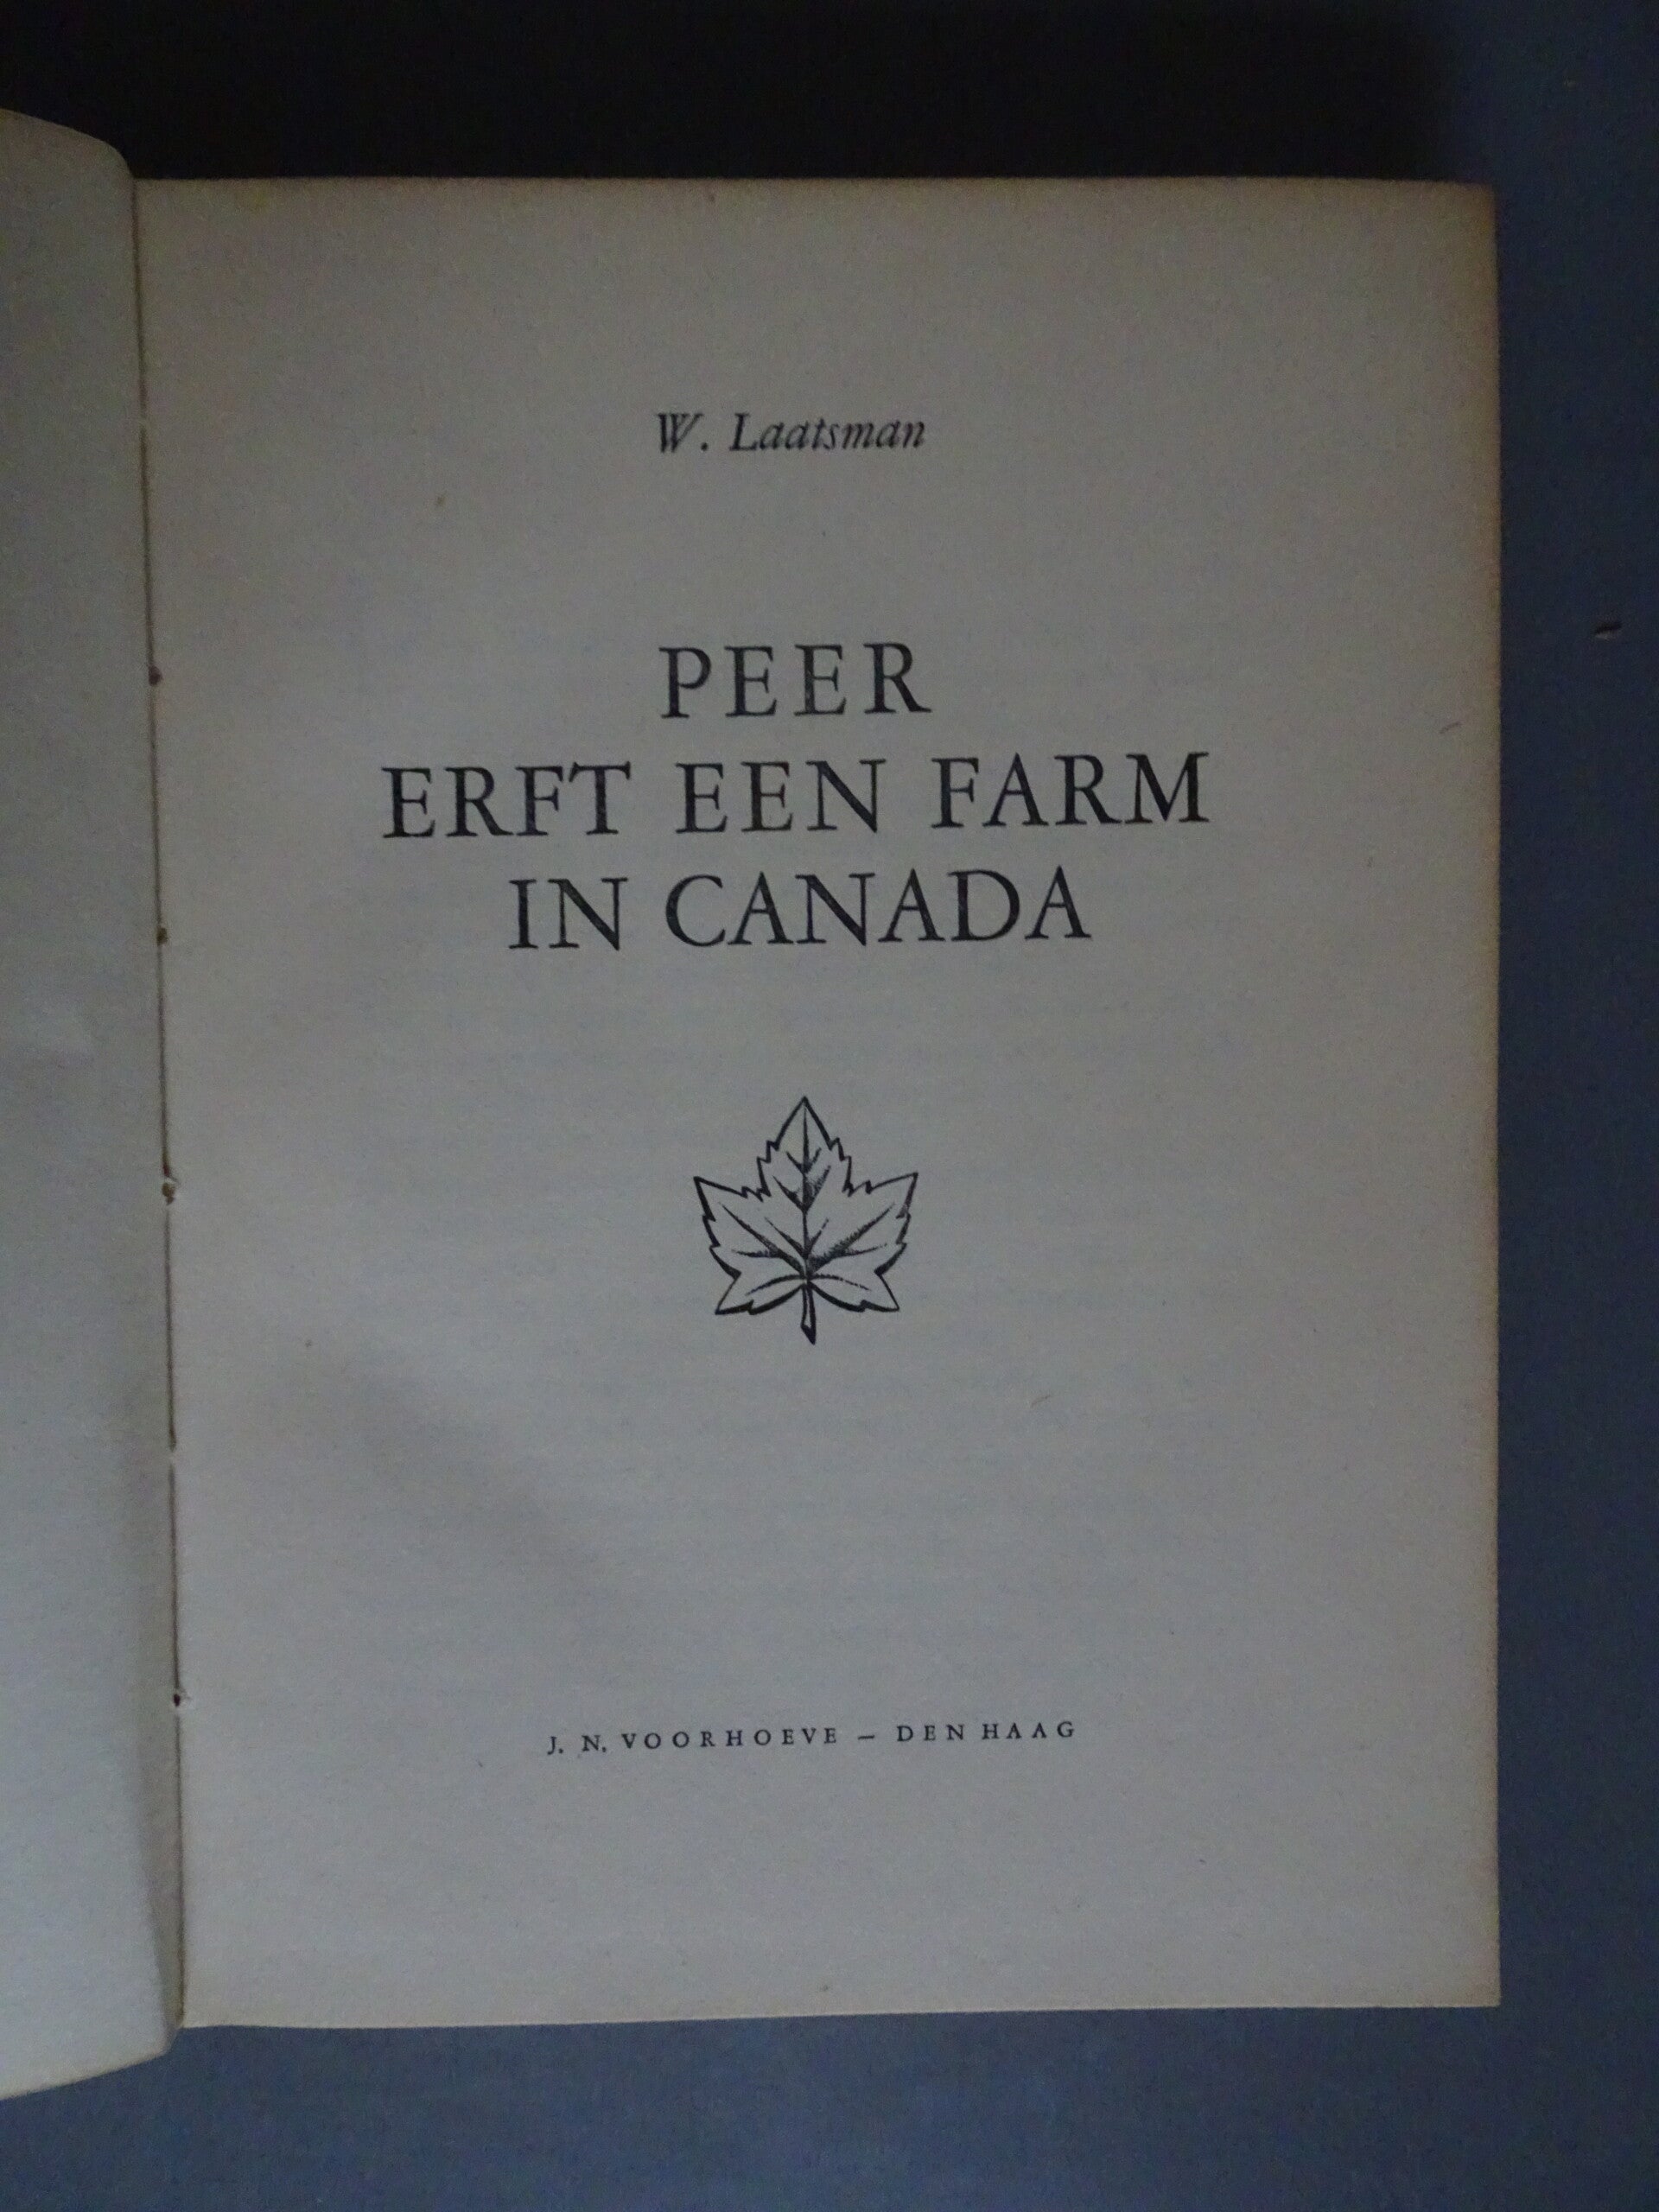 W. Laatsman
PEER
ERFT EEN FARM
IN CANADA
J. N. VOORHOEVE – DEN HAAG